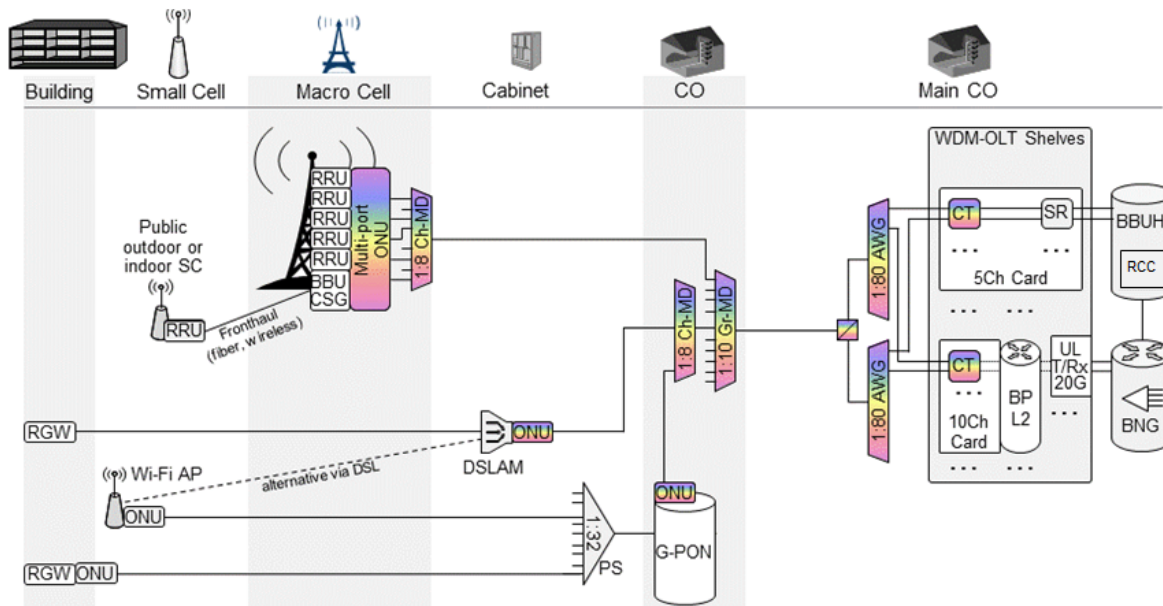 Building
Small Cell
Macro Cell
Cabinet
CO
Main CO
WDM-OLT Shelves
RRU
RRU
RRU
RRU
RRU
BBU
CSG
Multi-port
ONU
1:8 Ch-MD
Public
outdoor or
indoor SC
RRU
Fronthaul
(fiber, wireless)
1:8 Ch-MD
1:10 Gr-MD
1:80 AWG
1:80 AWG
CT
SR
...
...
5Ch Card
...
...
BBUH
RCC
CT
...
10Ch
Card
BP
L2
UL
T/Rx
20G
...
BNG
...
...
RGW
ONU
DSLAM
Wi-Fi AP
alternative via DSL
ONU
1:32
PS
ONU
G-PON
RGW
ONU